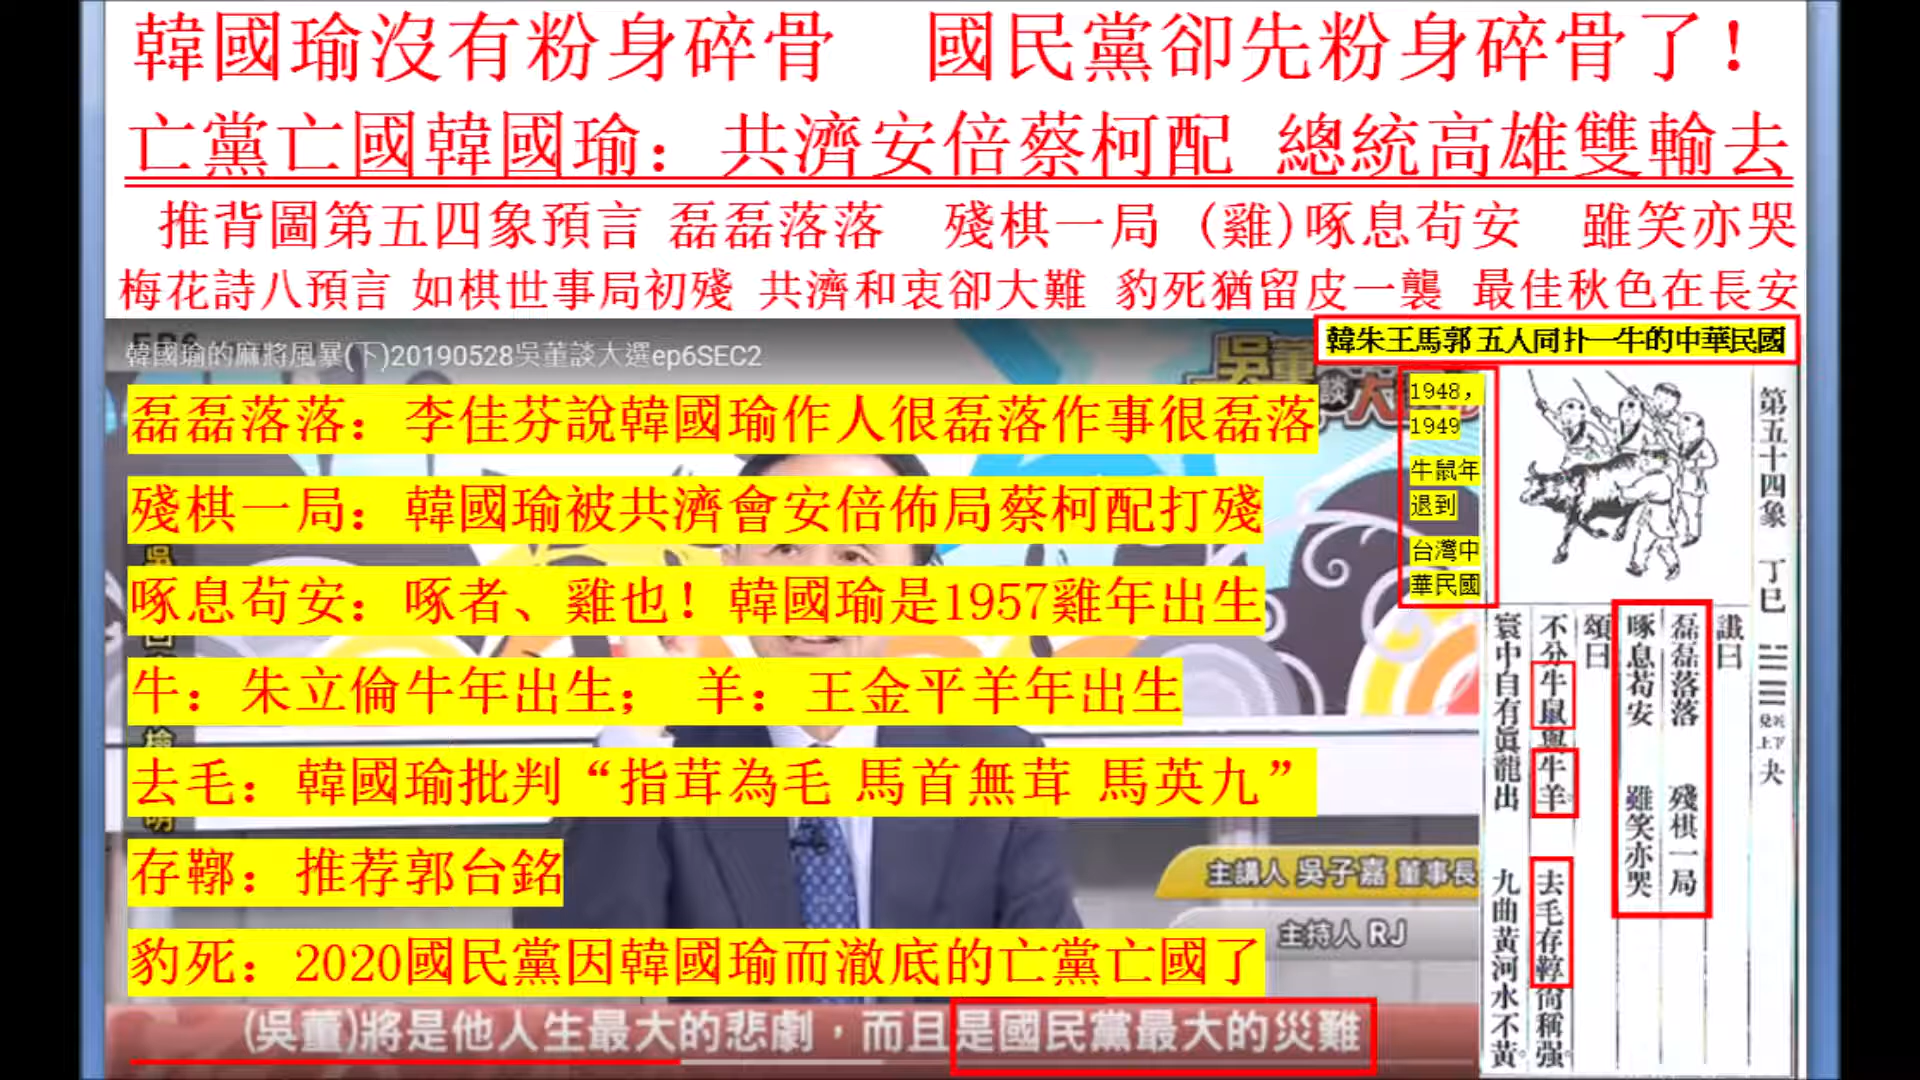 韓國瑜沒有粉身碎骨 國民黨卻先粉身碎骨了!
亡黨亡國韓國瑜: 共濟安倍蔡柯配 總統高雄雙輸去
推背圖第五四象預言 磊磊落落 殘棋一局 (雞)啄息苟安 雖笑亦哭
梅花詩八預言 如棋世事局初殘 共濟和衷卻大難 豹死猶留皮一襲 最佳秋色在長安
韓朱王馬郭 五人同扑一牛的中華民國
韓國瑜的麻將風暴(下)20190528吳董談大選ep6SEC2
磊磊落落: 李佳芬說韓國瑜作人很磊落作事很磊落
殘棋一局: 韓國瑜被共濟會安倍佈局蔡柯配打殘
啄息苟安: 啄者、雞也! 韓國瑜是1957雞年出生
牛: 朱立倫牛年出生; 羊: 王金平羊年出生
去毛: 韓國瑜批判“指茸為毛 馬首無茸 馬英九”
存鞹: 推荐郭台銘
豹死: 2020國民黨因韓國瑜而澈底的亡黨亡國了
1948,
1949
牛鼠年
退到
台灣中
華民國
第五十四象 丁巳
兌上 乾下 夬
讖曰
磊磊落落 殘棋一局
啄息苟安 雖笑亦哭
頌曰
不分牛鼠與牛羊 去毛存鞟尚稱强
寰中自有真龍出 九曲黃河水不黃
主講人 吳子嘉 董事長
主持人 RJ
(吳董)將是他人生最大的悲劇，而且是國民黨最大的災難